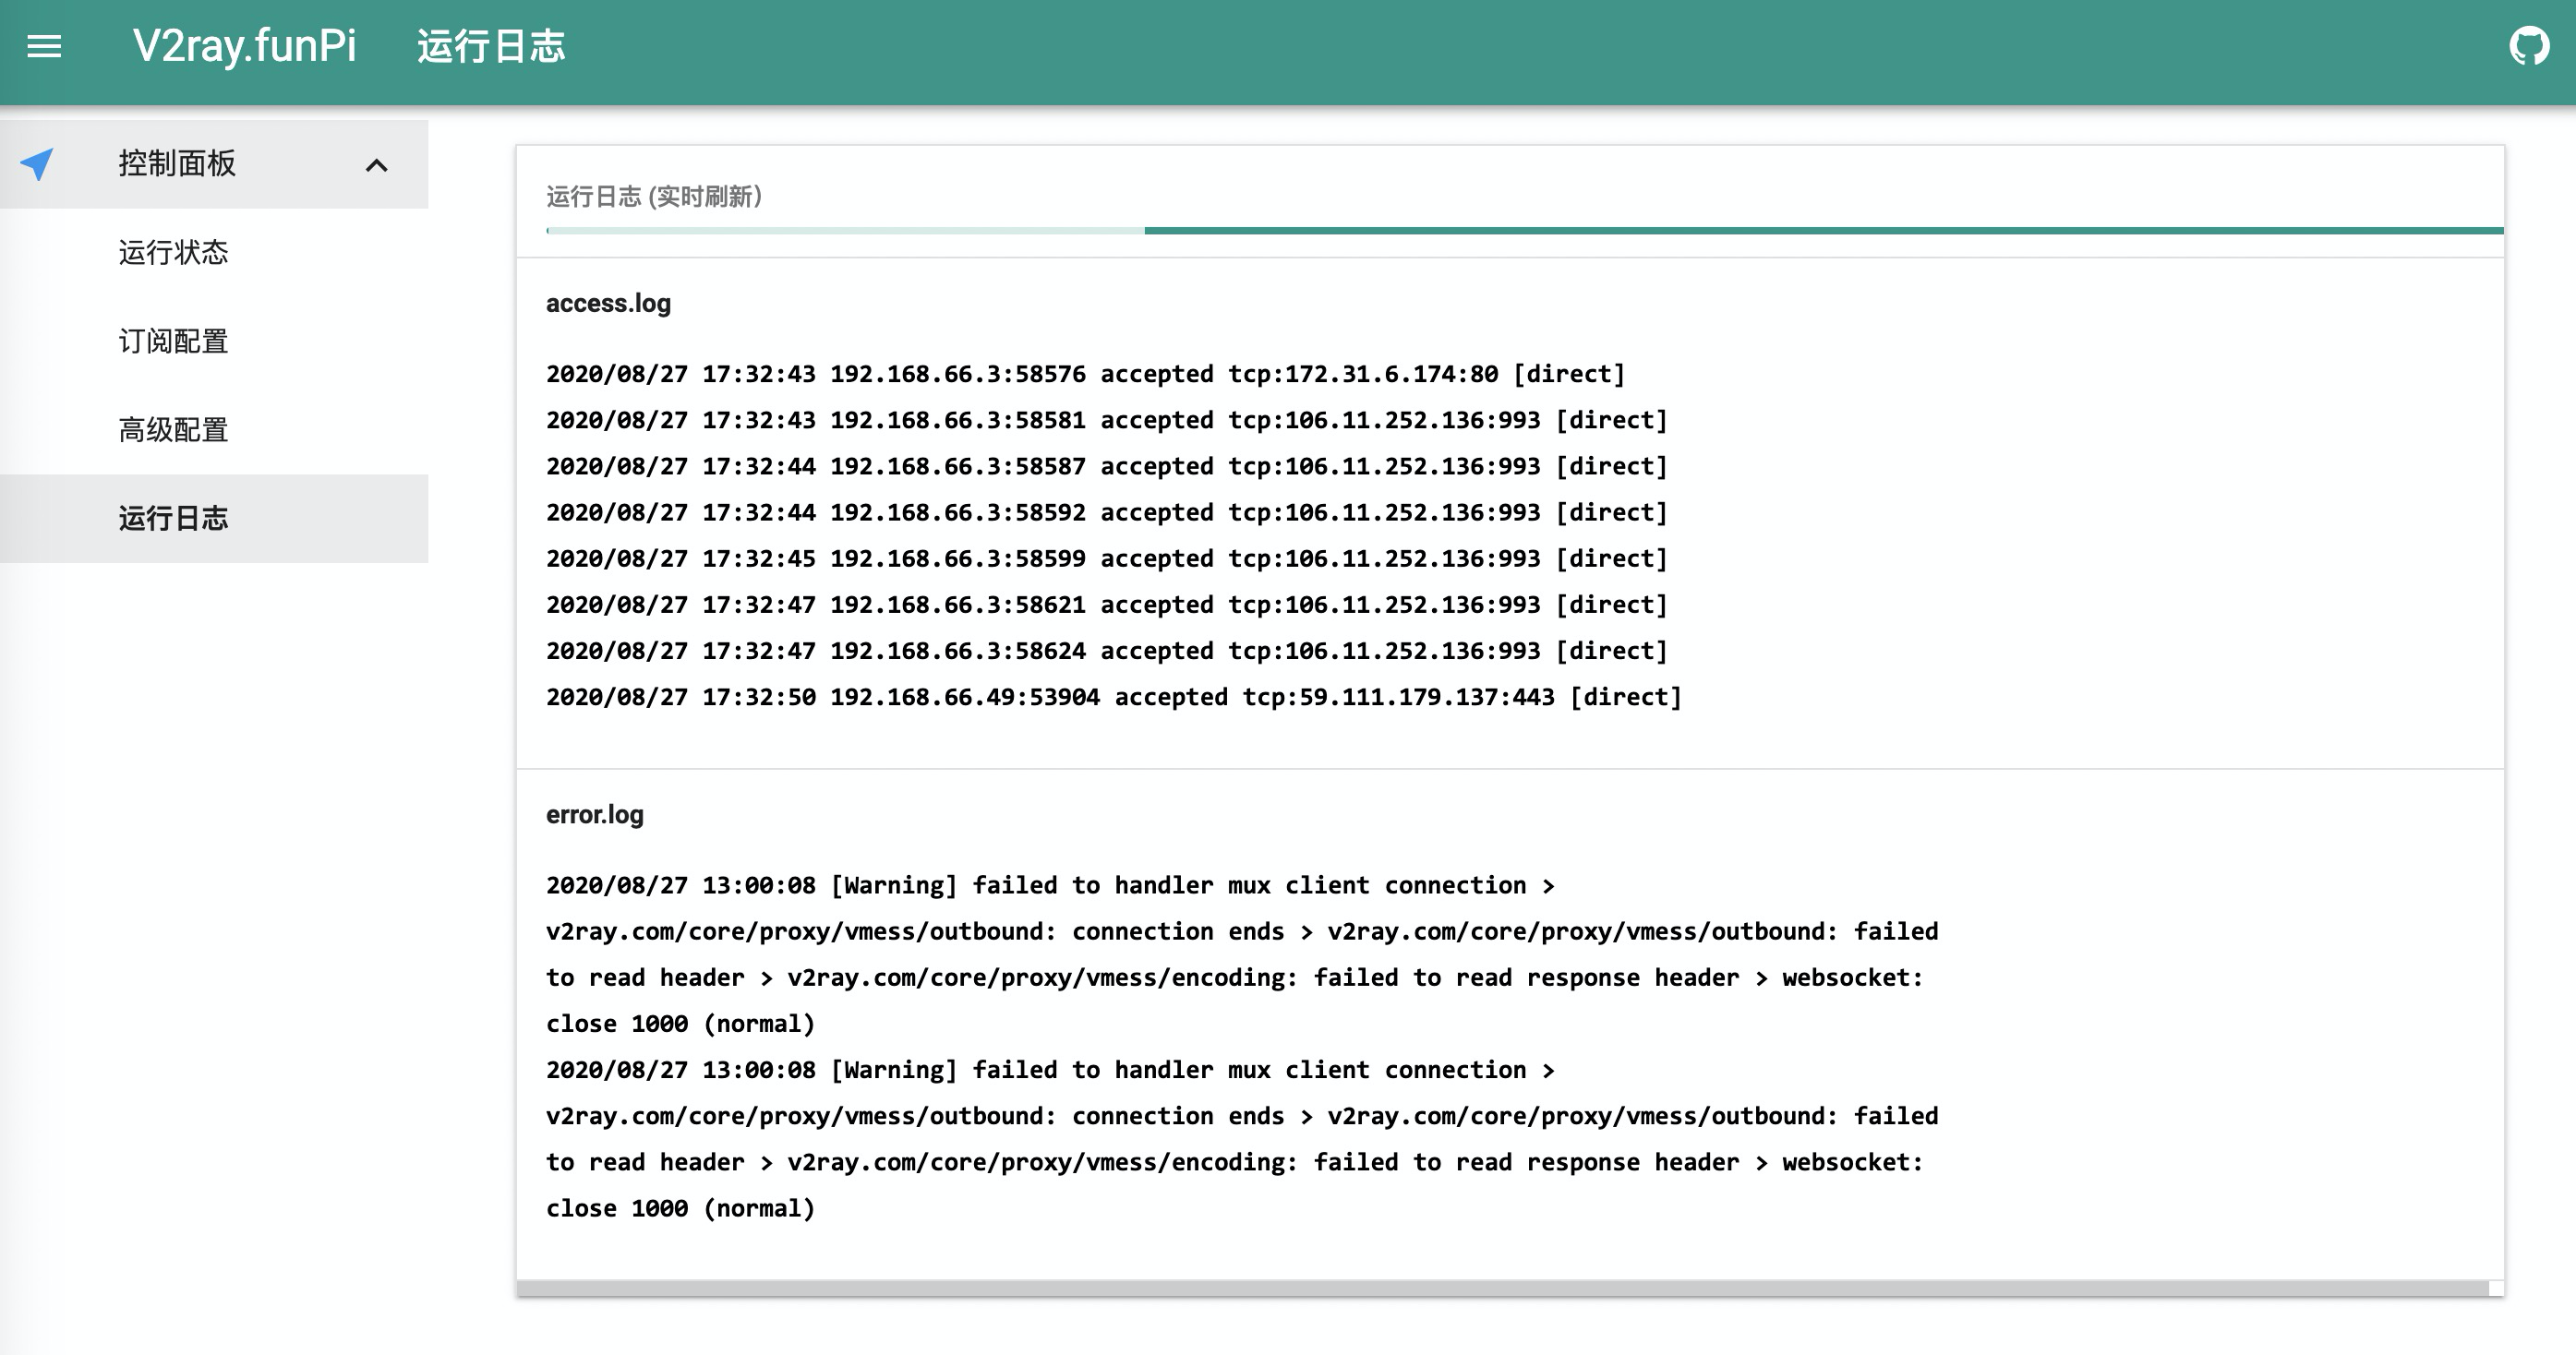 V2ray.funPi 运行日志
控制面板
运行状态
订阅配置
高级配置
运行日志
运行日志 (实时刷新)
access.log
2020/08/27 17:32:43 192.168.66.3:58576 accepted tcp:172.31.6.174:80 [direct]
2020/08/27 17:32:43 192.168.66.3:58581 accepted tcp:106.11.252.136:993 [direct]
2020/08/27 17:32:44 192.168.66.3:58587 accepted tcp:106.11.252.136:993 [direct]
2020/08/27 17:32:44 192.168.66.3:58592 accepted tcp:106.11.252.136:993 [direct]
2020/08/27 17:32:45 192.168.66.3:58599 accepted tcp:106.11.252.136:993 [direct]
2020/08/27 17:32:47 192.168.66.3:58621 accepted tcp:106.11.252.136:993 [direct]
2020/08/27 17:32:47 192.168.66.3:58624 accepted tcp:106.11.252.136:993 [direct]
2020/08/27 17:32:50 192.168.66.49:53904 accepted tcp:59.111.179.137:443 [direct]
error.log
2020/08/27 13:00:08 [Warning] failed to handler mux client connection >
v2ray.com/core/proxy/vmess/outbound: connection ends > v2ray.com/core/proxy/vmess/outbound: failed
to read header > v2ray.com/core/proxy/vmess/encoding: failed to read response header > websocket:
close 1000 (normal)
2020/08/27 13:00:08 [Warning] failed to handler mux client connection >
v2ray.com/core/proxy/vmess/outbound: connection ends > v2ray.com/core/proxy/vmess/outbound: failed
to read header > v2ray.com/core/proxy/vmess/encoding: failed to read response header > websocket:
close 1000 (normal)